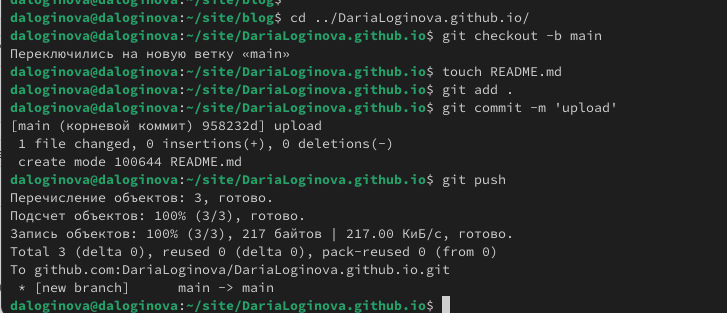 daloginova@daloginova:~/site/blog$
daloginova@daloginova:~/site/blog$ cd ../DariaLoginova.github.io/
daloginova@daloginova:~/site/DariaLoginova.github.io$ git checkout -b main
Переключились на новую ветку «main»
daloginova@daloginova:~/site/DariaLoginova.github.io$ touch README.md
daloginova@daloginova:~/site/DariaLoginova.github.io$ git add .
daloginova@daloginova:~/site/DariaLoginova.github.io$ git commit -m 'upload'
[main (корневой коммит) 958232d] upload
 1 file changed, 0 insertions(+), 0 deletions(-)
 create mode 100644 README.md
daloginova@daloginova:~/site/DariaLoginova.github.io$ git push
Перечисление объектов: 3, готово.
Подсчет объектов: 100% (3/3), готово.
Запись объектов: 100% (3/3), 217 байтов | 217.00 КиБ/с, готово.
Total 3 (delta 0), reused 0 (delta 0), pack-reused 0 (from 0)
To github.com:DariaLoginova/DariaLoginova.github.io.git
 * [new branch]      main -> main
daloginova@daloginova:~/site/DariaLoginova.github.io$